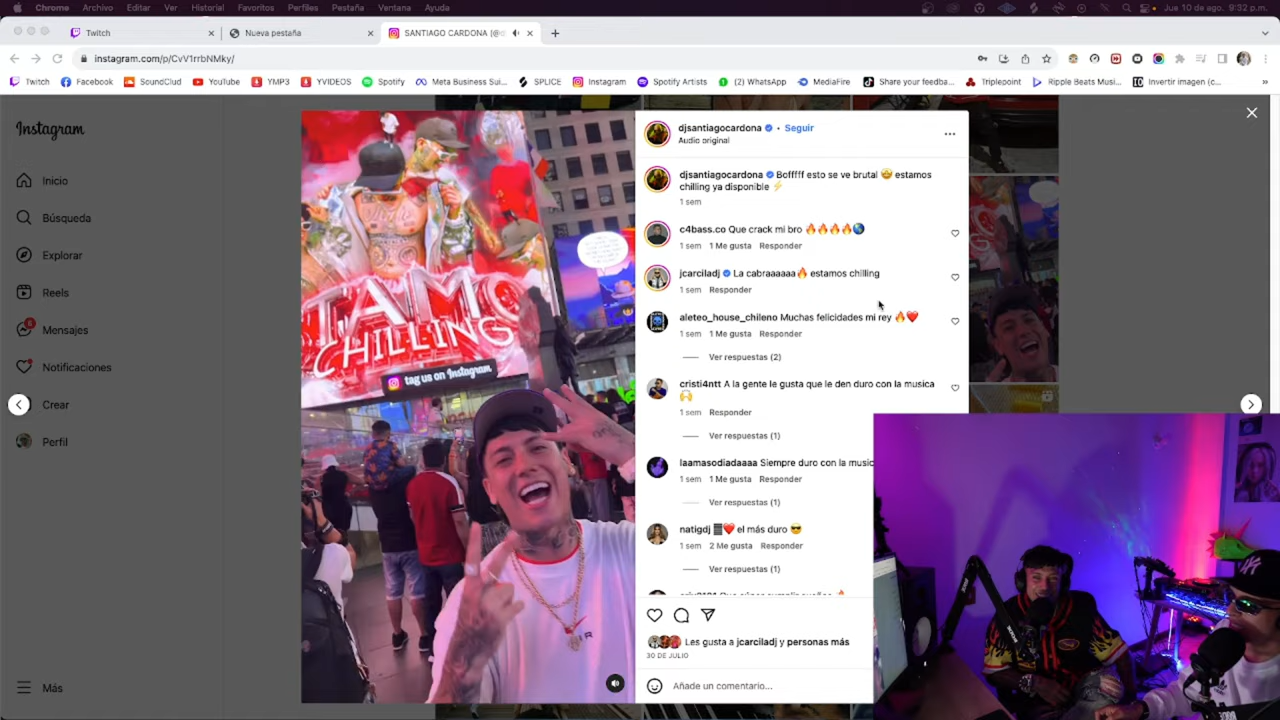 Chrome Archivo Editar Ver Historial Favoritos Perfiles Pestaña Ventana Ayuda
Jue 10 de ago. 9:32 p.m.
Twitch
Nueva pestaña
SANTIAGO CARDONA (@d
instagram.com/p/CvV1rrbNMky/
Twitch Facebook SoundClud YouTube YMP3 YVIDEOS Spotify Meta Business Sui... SPLICE Instagram Spotify Artists (2) WhatsApp MediaFire Share your feedba... Triplepoint Ripple Beats Musi... Invertir imagen (c... »
Instagram
Inicio
Búsqueda
Explorar
Reels
Mensajes
Notificaciones
Crear
Perfil
Más
TAMO
CHILLING
tag us on Instagram
djsantiagocardona • Seguir
Audio original
djsantiagocardona Bofffff esto se ve brutal 🤩 estamos
chilling ya disponible ⚡
1 sem
c4bass.co Que crack mi bro 🔥🔥🔥🔥🌎
1 sem 1 Me gusta Responder
jcarciladj La cabraaaaaa🔥 estamos chilling
1 sem Responder
aleteo_house_chileno Muchas felicidades mi rey 🔥❤️
1 sem 1 Me gusta Responder
Ver respuestas (2)
cristi4ntt A la gente le gusta que le den duro con la musica
🙌
1 sem Responder
Ver respuestas (1)
laamasodiadaaaa Siempre duro con la music
1 sem 1 Me gusta Responder
Ver respuestas (1)
natigdj ▓❤️ el más duro 😎
1 sem 2 Me gusta Responder
Ver respuestas (1)
Les gusta a jcarciladj y personas más
30 DE JULIO
Añade un comentario...